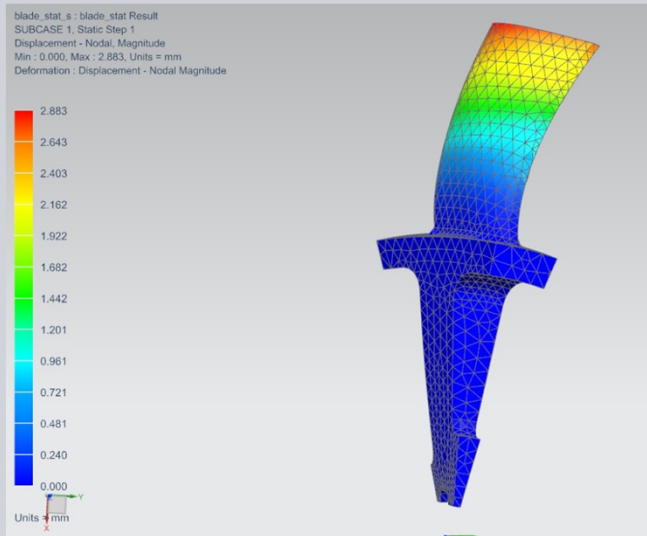 blade_stat_s : blade_stat Result
SUBCASE 1, Static Step 1
Displacement - Nodal, Magnitude
Min : 0.000, Max : 2.883, Units = mm
Deformation : Displacement - Nodal Magnitude
2.883
2.643
2.403
2.162
1.922
1.682
1.442
1.201
0.961
0.721
0.481
0.240
0.000
Y
Units = mm
X